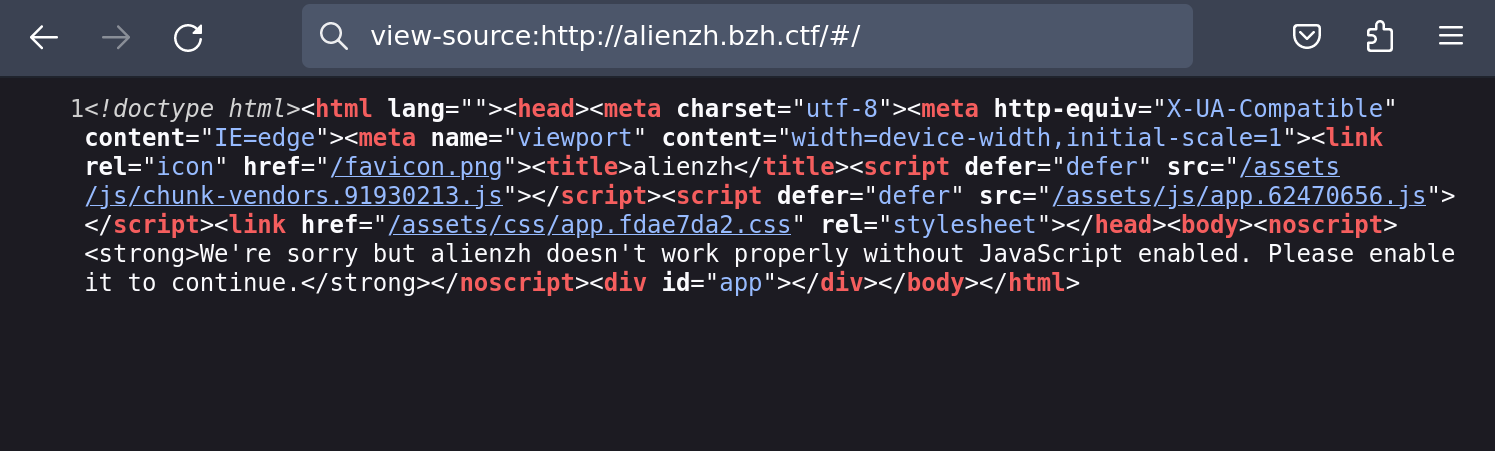 view-source:http://alienzh.bzh.ctf/#/
1<!doctype html><html lang=""><head><meta charset="utf-8"><meta http-equiv="X-UA-Compatible"
content="IE=edge"><meta name="viewport" content="width=device-width,initial-scale=1"><link
rel="icon" href="/favicon.png"><title>alienzh</title><script defer="defer" src="/assets
/js/chunk-vendors.91930213.js"></script><script defer="defer" src="/assets/js/app.62470656.js">
</script><link href="/assets/css/app.fdae7da2.css" rel="stylesheet"></head><body><noscript>
<strong>We're sorry but alienzh doesn't work properly without JavaScript enabled. Please enable
it to continue.</strong></noscript><div id="app"></div></body></html>